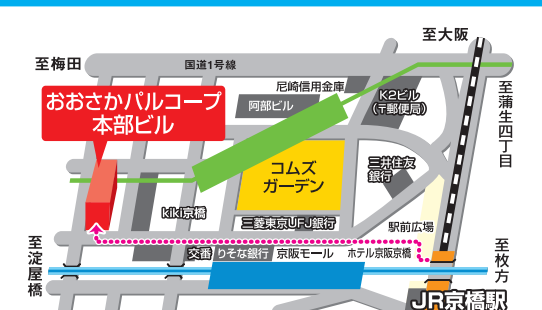 至大阪
至梅田
国道1号線
尼崎信用金庫
K2ビル
(〒郵便局)
阿部ビル
おおさかパルコープ
本部ビル
至蒲生四丁目
コムズ
ガーデン
三井住友
銀行
kiki京橋
三菱東京UFJ銀行
駅前広場
至淀屋橋
交番
りそな銀行
京阪モール
ホテル京阪京橋
至枚方
JR京橋駅